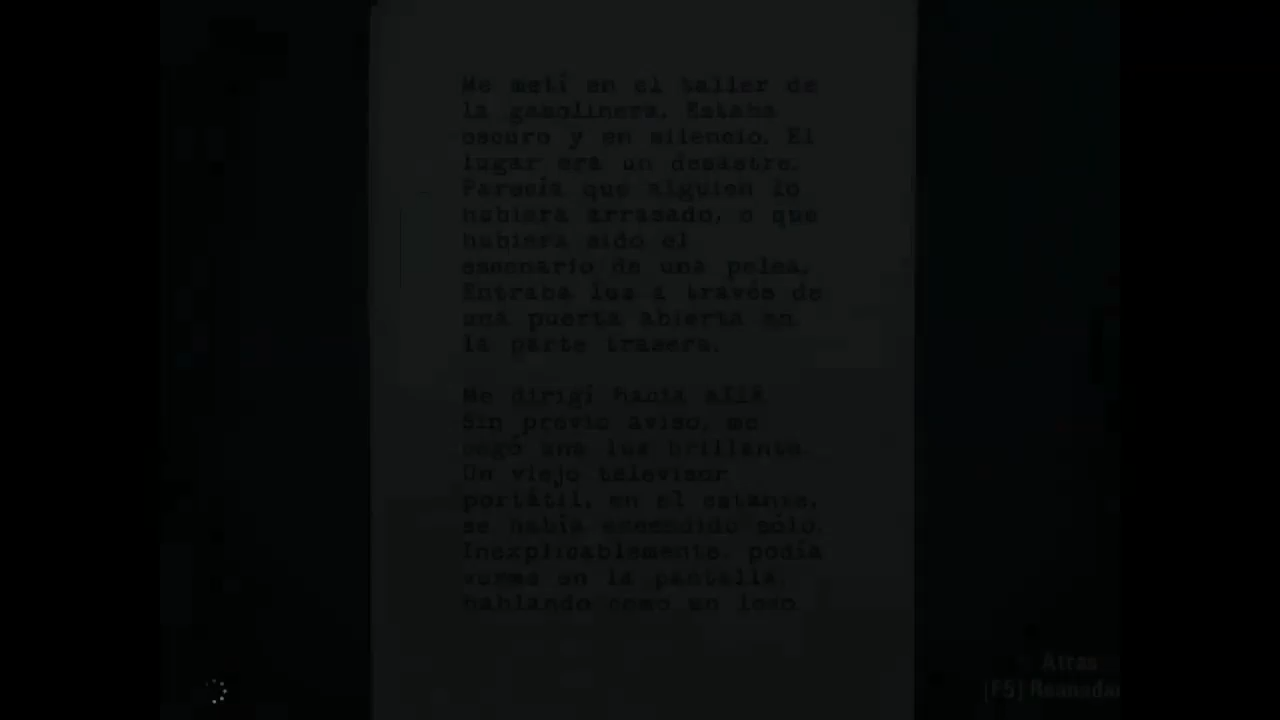 Me metí en el taller de
la gasolinera. Estaba
oscuro y en silencio. El
lugar era un desastre.
Parecía que alguien lo
hubiera arrasado, o que
hubiera sido el
escenario de una pelea.
Entraba luz a través de
una puerta abierta en
la parte trasera.
Me dirigí hacia allá.
Sin previo aviso, me
cegó una luz brillante.
Un viejo televisor
portátil, en el estante,
se había encendido sólo.
Inexplicablemente, podía
verme en la pantalla
hablando como un loco.
Atrás
[F5] Reanudar